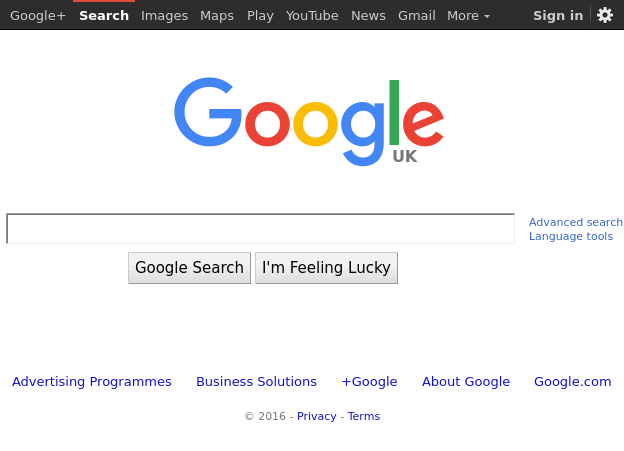 Google+ Search Images Maps Play YouTube News Gmail More Sign in
Google
UK
Advanced search
Language tools
Google Search I'm Feeling Lucky
Advertising Programmes Business Solutions +Google About Google Google.com
© 2016 - Privacy - Terms